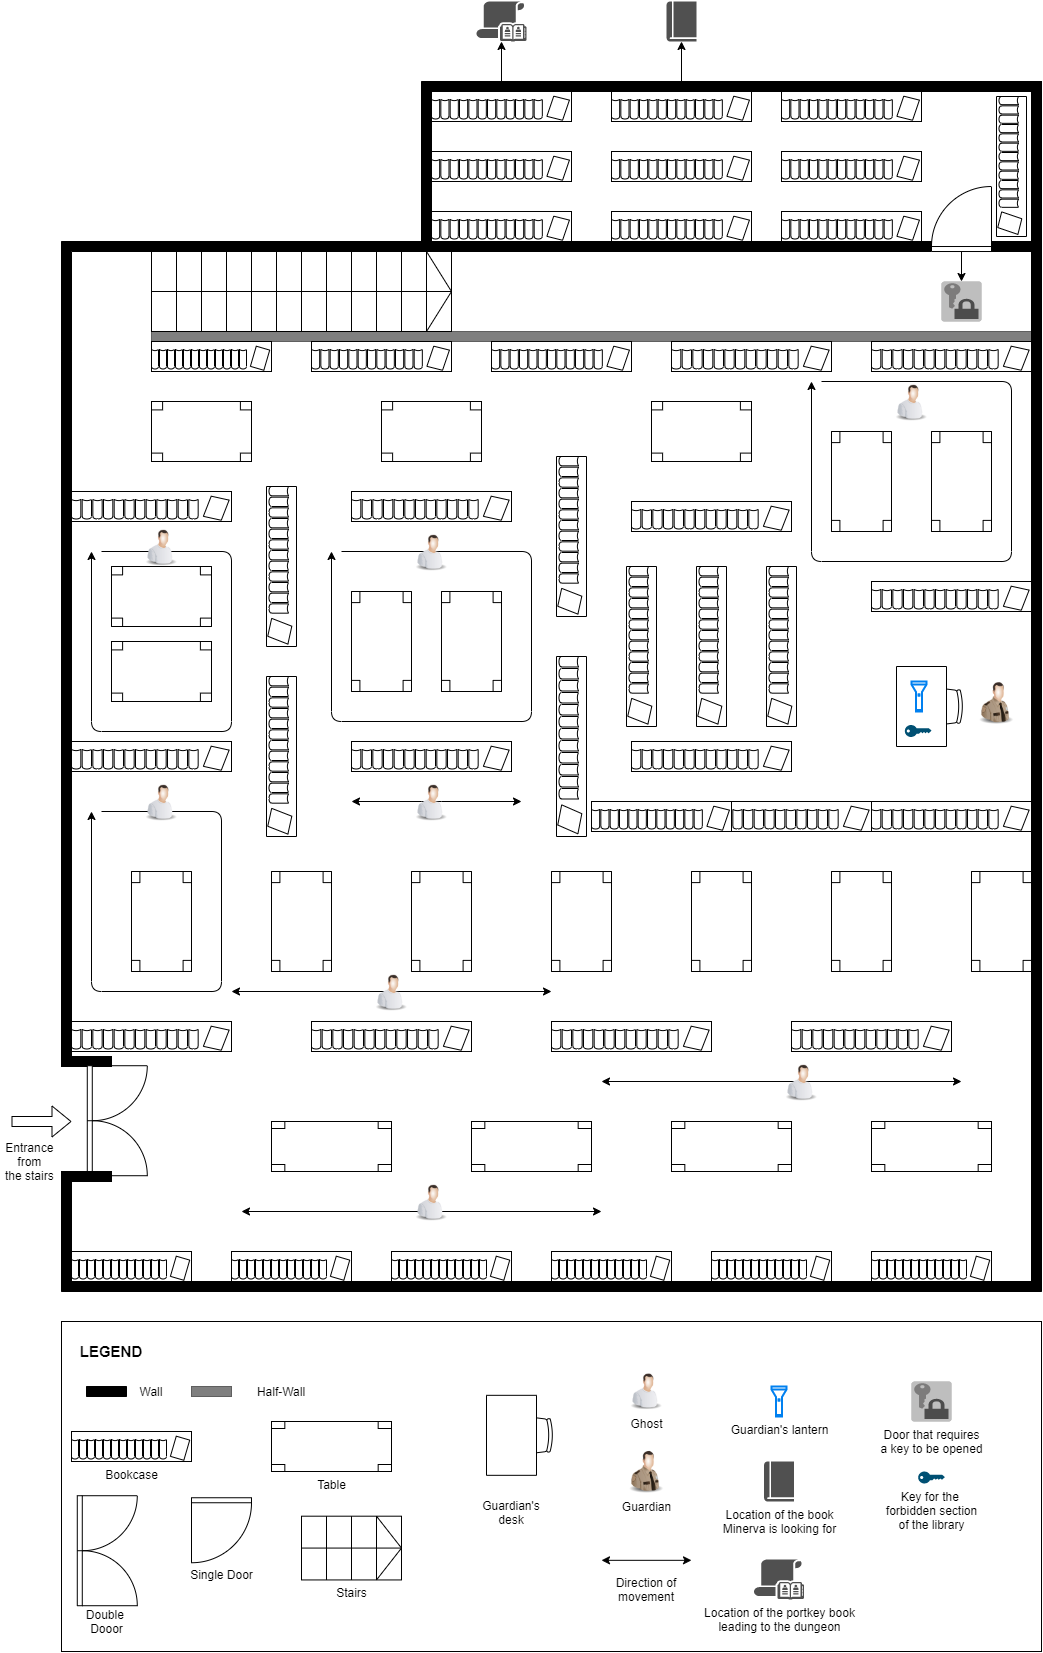 Entrance
from
the stairs
LEGEND
Wall
Half-Wall
Bookcase
Table
Double
Dooor
Single Door
Stairs
Guardian's
desk
Ghost
Guardian
Direction of
movement
Guardian's lantern
Location of the book
Minerva is looking for
Location of the portkey book
leading to the dungeon
Door that requires
a key to be opened
Key for the
forbidden section
of the library